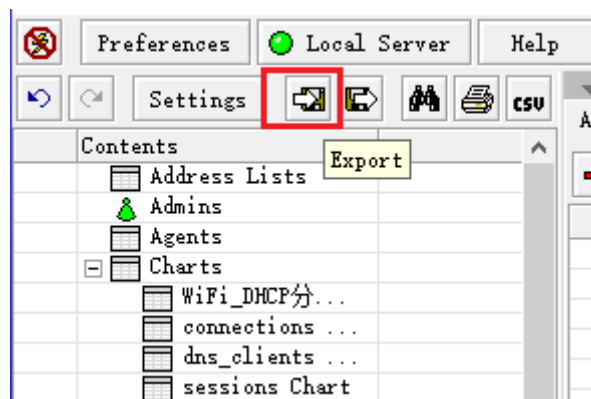 Preferences Local Server Help
Settings CSV
A
Contents
Export
Address Lists
Admins
Agents
Charts
WiFi_DHCP分...
connections ...
dns_clients ...
sessions Chart